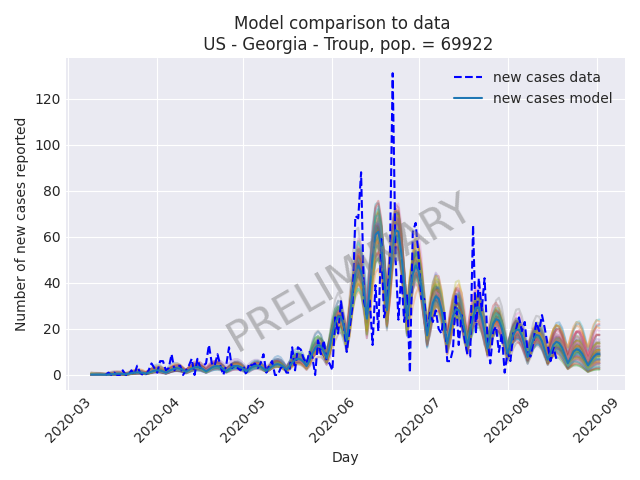 Model comparison to data
US - Georgia - Troup, pop. = 69922
new cases data
new cases model
Number of new cases reported
120
100
80
60
40
20
0
PRELIMINARY
2020-03
2020-04
2020-05
2020-06
2020-07
2020-08
2020-09
Day